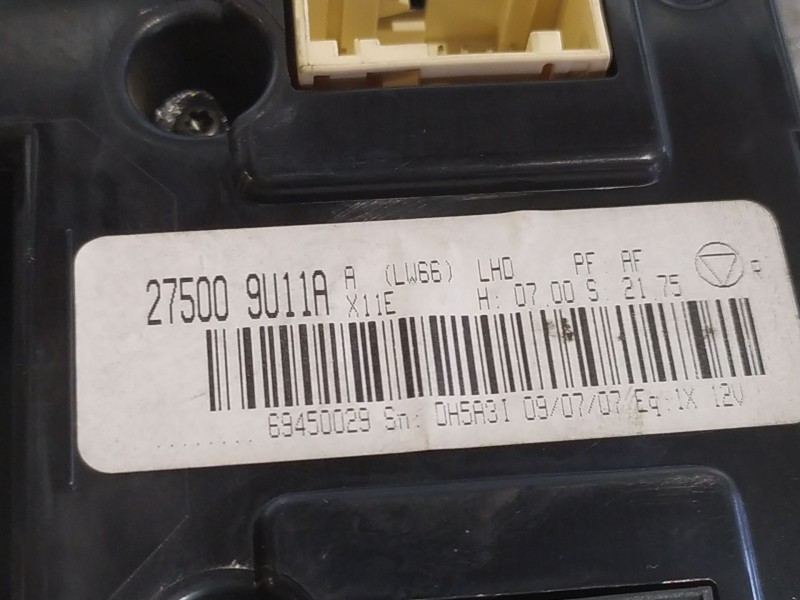 27500 9U11A A (LW66) LHD PF: AF
X11E H: 07.00 S: 21.75 R
69450029 Sn: 0H5A3I 09/07/07 Eq:1X 12V